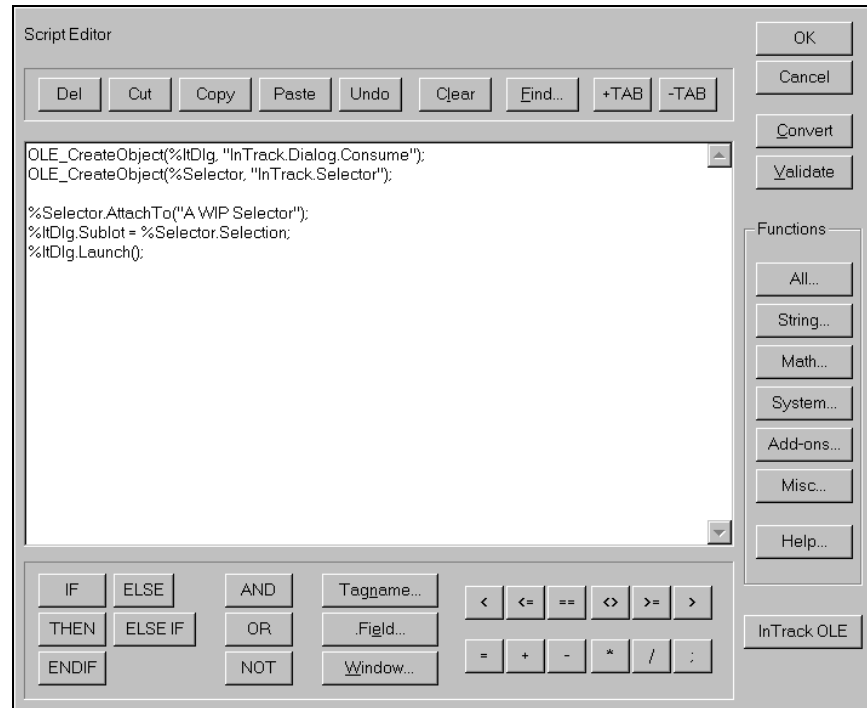 Script Editor
Del Cut Copy Paste Undo Clear Find... +TAB -TAB
OLE_CreateObject(%ItDlg, "InTrack.Dialog.Consume");
OLE_CreateObject(%Selector, "InTrack.Selector");
%Selector.AttachTo("A WIP Selector");
%ItDlg.Sublot = %Selector.Selection;
%ItDlg.Launch();
OK
Cancel
Convert
Validate
Functions
All...
String...
Math...
System...
Add-ons...
Misc...
Help...
IF ELSE AND Tagname... < <= == <> >= >
THEN ELSE IF OR .Field...
ENDIF NOT Window... = + - * / ;
InTrack OLE